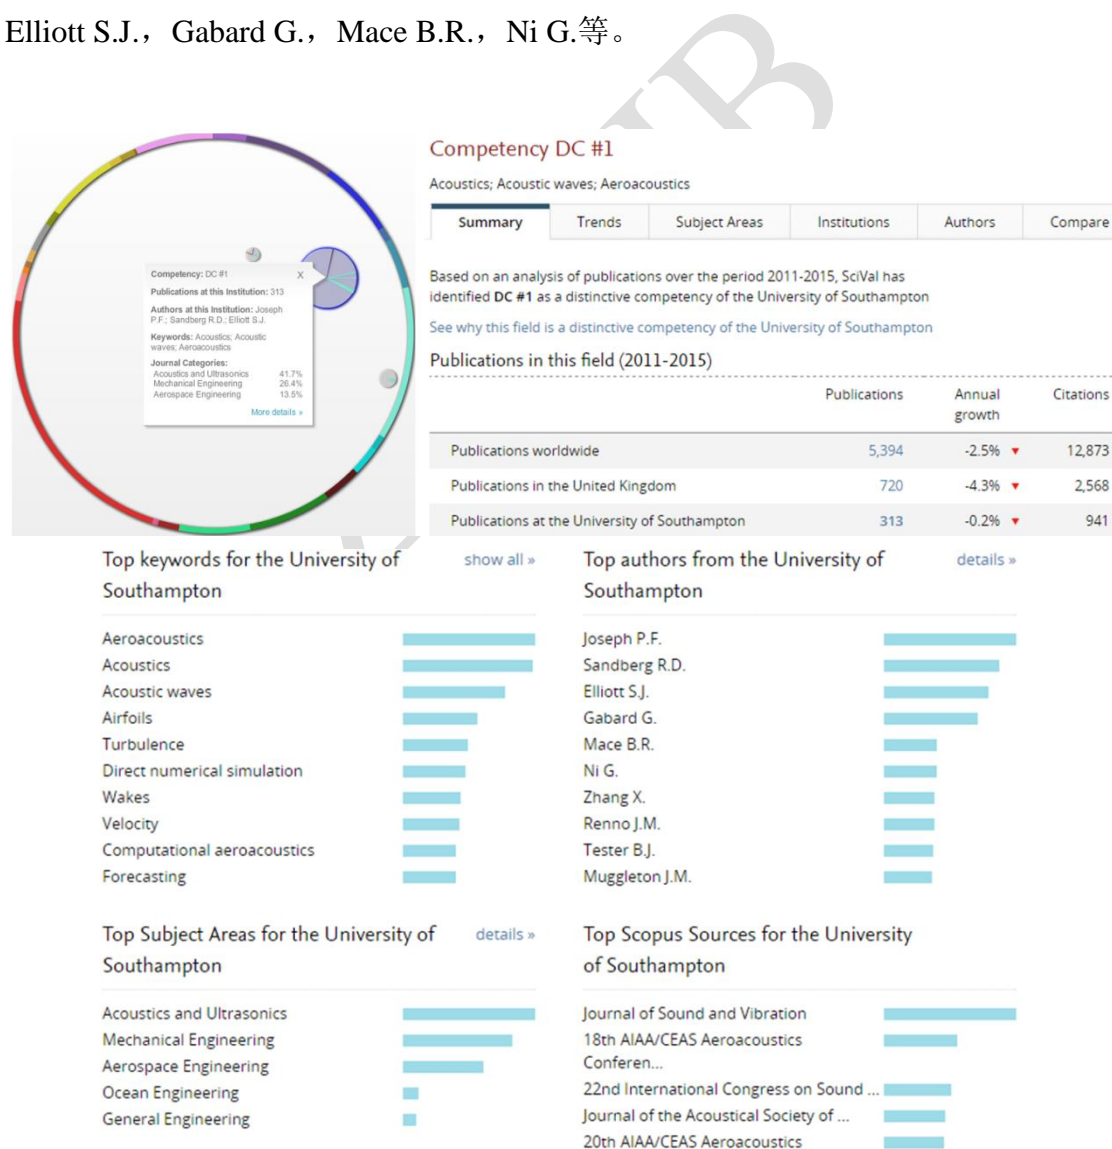 Elliott S.J.，Gabard G.，Mace B.R.，Ni G.等。
Competency: DC #1 X
Publications at this Institution: 313
Authors at this Institution: Joseph
P.F.; Sandberg R.D.; Elliott S.J.
Keywords: Acoustics; Acoustic
waves; Aeroacoustics
Journal Categories:
Acoustics and Ultrasonics 41.7%
Mechanical Engineering 26.4%
Aerospace Engineering 13.5%
More details »
Competency DC #1
Acoustics; Acoustic waves; Aeroacoustics
Summary Trends Subject Areas Institutions Authors Compare
Based on an analysis of publications over the period 2011-2015, SciVal has
identified DC #1 as a distinctive competency of the University of Southampton
See why this field is a distinctive competency of the University of Southampton
Publications in this field (2011-2015)
Publications Annual growth Citations
Publications worldwide 5,394 -2.5% ▼ 12,873
Publications in the United Kingdom 720 -4.3% ▼ 2,568
Publications at the University of Southampton 313 -0.2% ▼ 941
Top keywords for the University of show all »
Southampton
Aeroacoustics
Acoustics
Acoustic waves
Airfoils
Turbulence
Direct numerical simulation
Wakes
Velocity
Computational aeroacoustics
Forecasting
Top authors from the University of details »
Southampton
Joseph P.F.
Sandberg R.D.
Elliott S.J.
Gabard G.
Mace B.R.
Ni G.
Zhang X.
Renno J.M.
Tester B.J.
Muggleton J.M.
Top Subject Areas for the University of details »
Southampton
Acoustics and Ultrasonics
Mechanical Engineering
Aerospace Engineering
Ocean Engineering
General Engineering
Top Scopus Sources for the University
of Southampton
Journal of Sound and Vibration
18th AIAA/CEAS Aeroacoustics
Conferen...
22nd International Congress on Sound ...
Journal of the Acoustical Society of ...
20th AIAA/CEAS Aeroacoustics